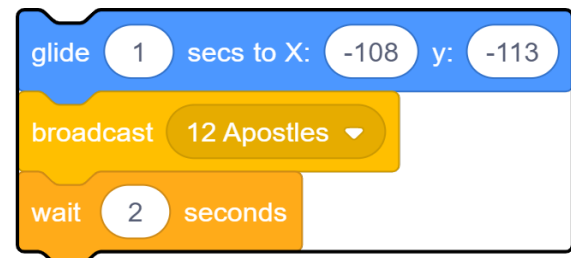 glide 1 secs to X: -108 y: -113
broadcast 12 Apostles
wait 2 seconds